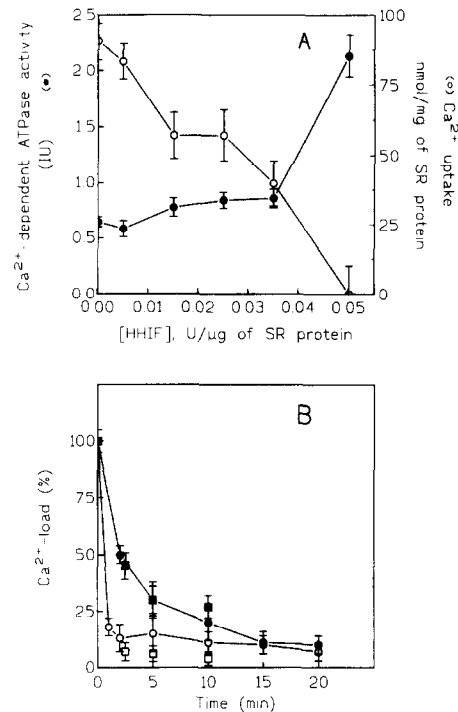 A
Ca²⁺-dependent ATPase activity
(IU) (●)
2.5
2.0
1.5
1.0
0.5
0.0
100
75
50
25
0
(○) Ca²⁺ uptake
nmol/mg of SR protein
0.00 0.01 0.02 0.03 0.04 0.05
[HHIF], U/µg of SR protein
B
Ca²⁺-load (%)
100
75
50
25
0
0 5 10 15 20
Time (min)